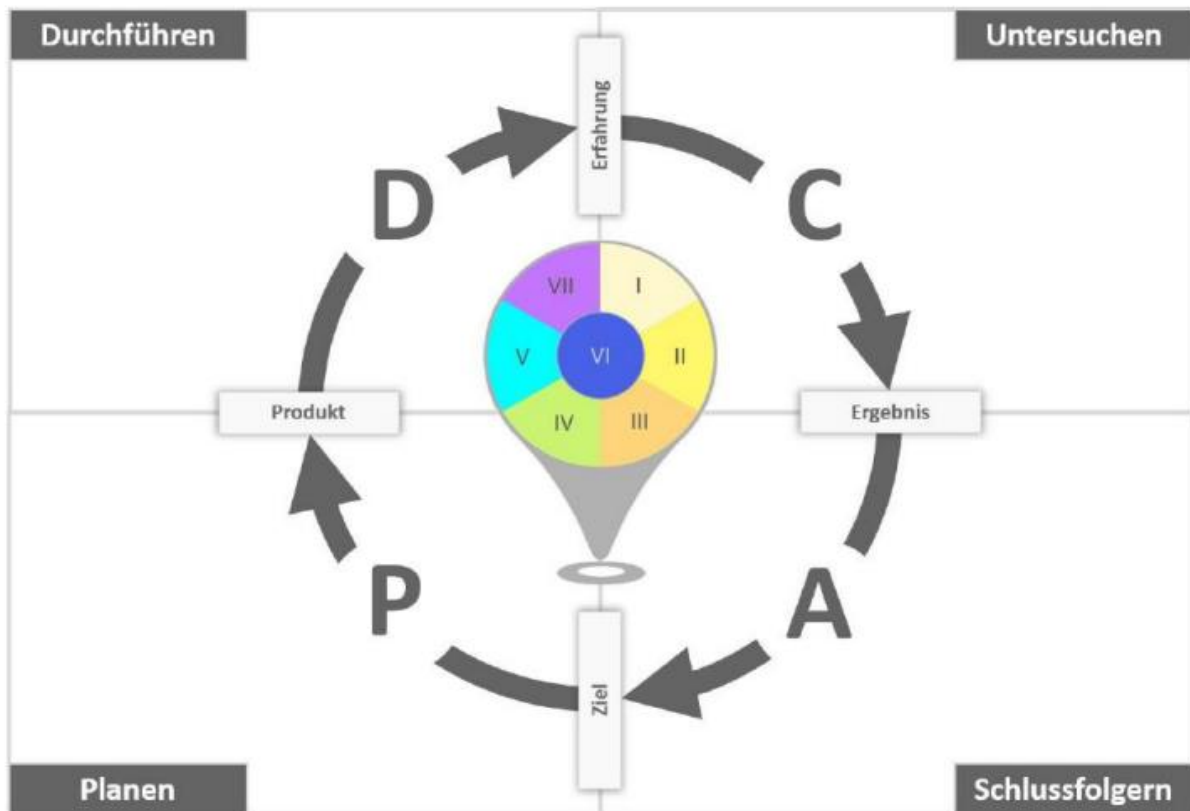 Durchführen
Untersuchen
Erfahrung
D
C
VII
I
V
VI
II
IV
III
Produkt
Ergebnis
P
A
Ziel
Planen
Schlussfolgern